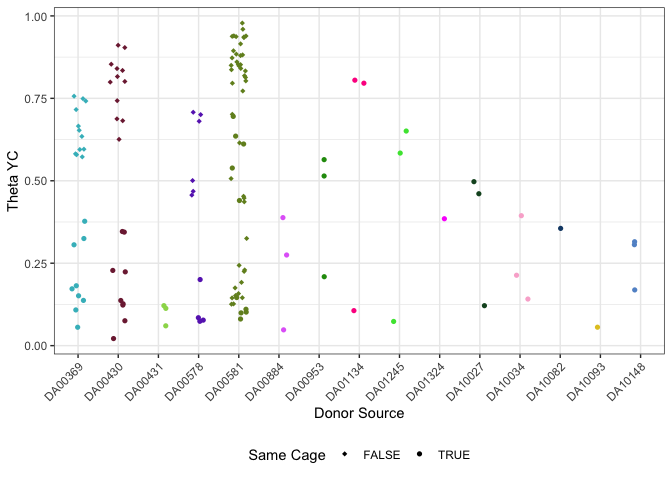 1.00
0.75
0.50
0.25
0.00
Theta YC
DA00369 DA00430 DA00431 DA00578 DA00581 DA00884 DA00953 DA01134 DA01245 DA01324 DA10027 DA10034 DA10082 DA10093 DA10148
Donor Source
Same Cage FALSE TRUE